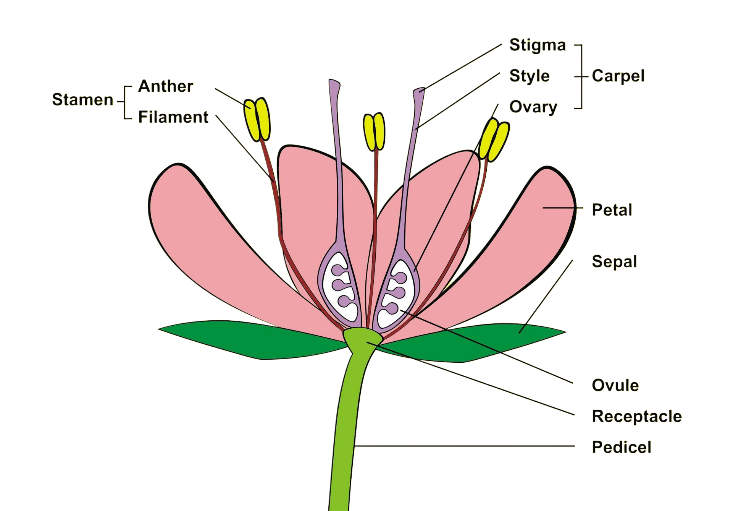 Stigma
Style
Carpel
Ovary
Stamen
Anther
Filament
Petal
Sepal
Ovule
Receptacle
Pedicel